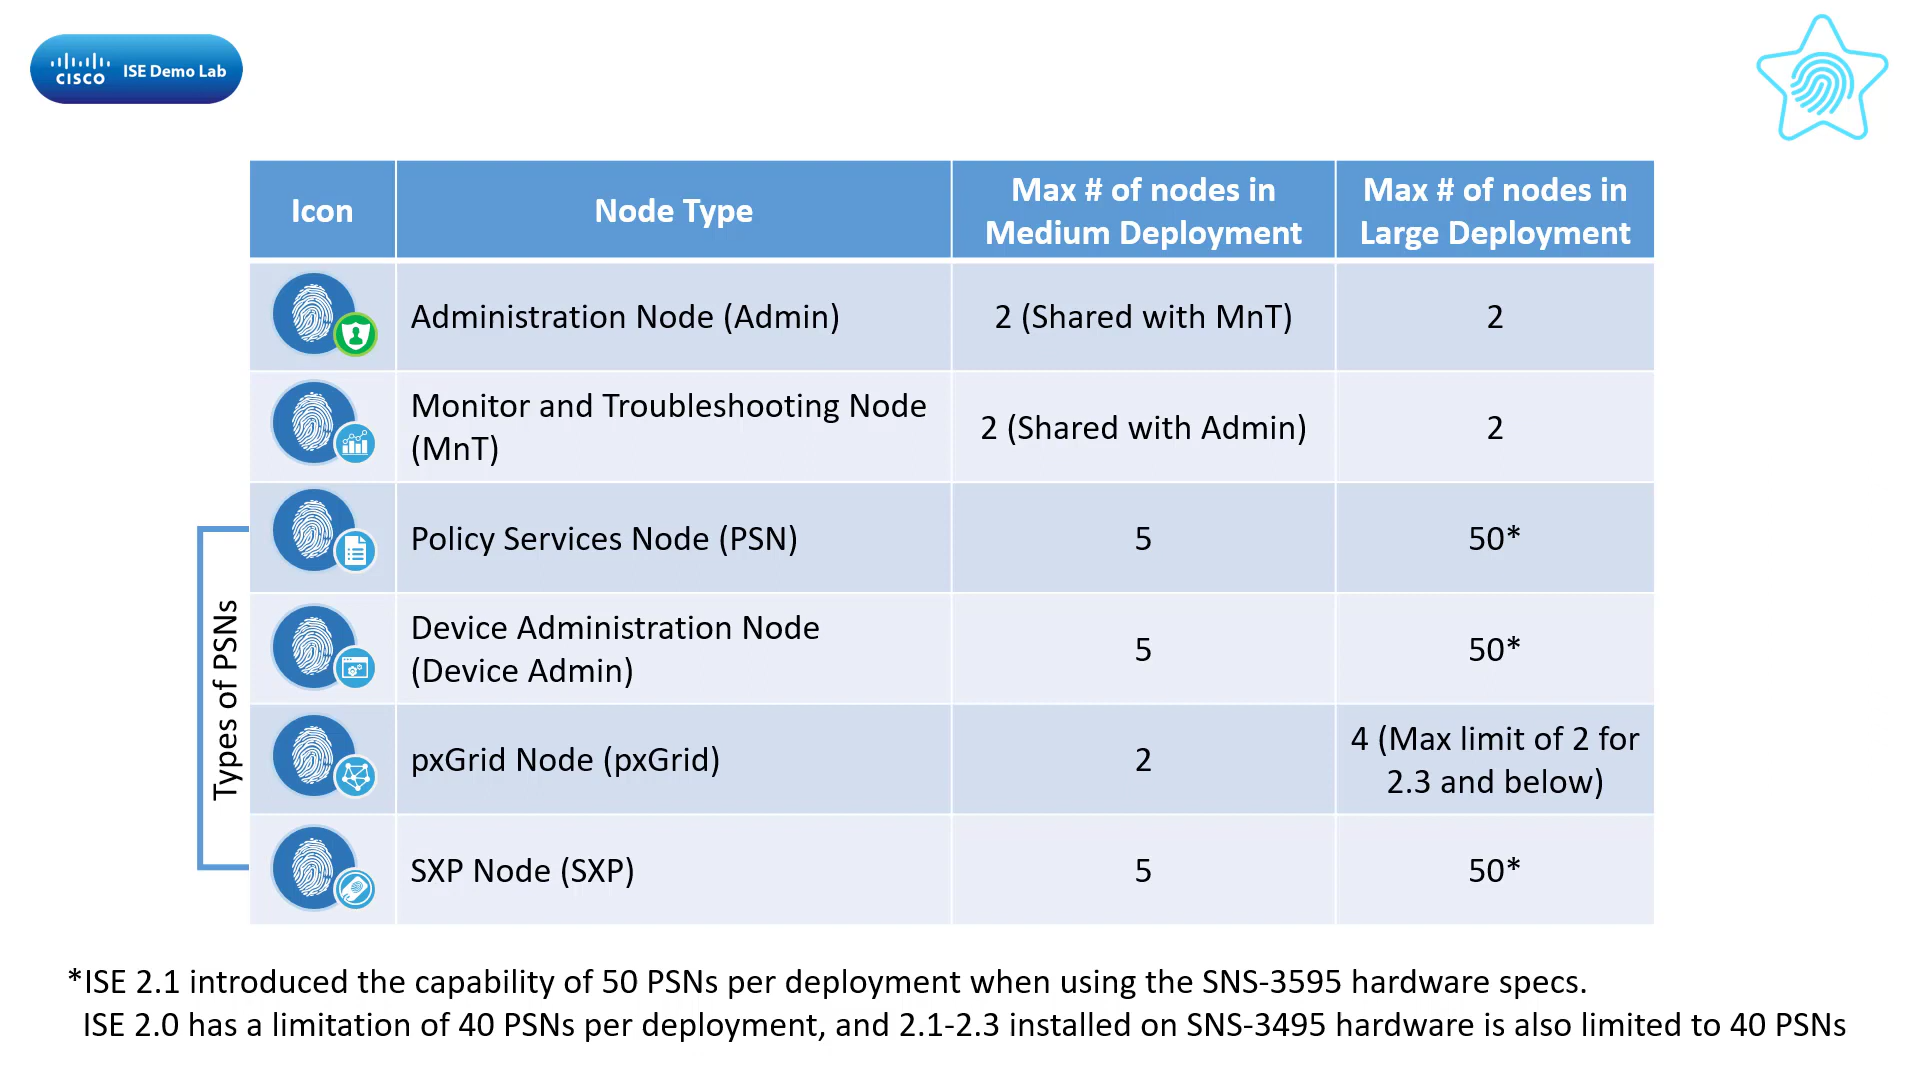 CISCO ISE Demo Lab
Icon
Node Type
Max # of nodes in
Medium Deployment
Max # of nodes in
Large Deployment
Administration Node (Admin)
2 (Shared with MnT)
2
Monitor and Troubleshooting Node
(MnT)
2 (Shared with Admin)
2
Types of PSNs
Policy Services Node (PSN)
5
50*
Device Administration Node
(Device Admin)
5
50*
pxGrid Node (pxGrid)
2
4 (Max limit of 2 for
2.3 and below)
SXP Node (SXP)
5
50*
*ISE 2.1 introduced the capability of 50 PSNs per deployment when using the SNS-3595 hardware specs.
ISE 2.0 has a limitation of 40 PSNs per deployment, and 2.1-2.3 installed on SNS-3495 hardware is also limited to 40 PSNs